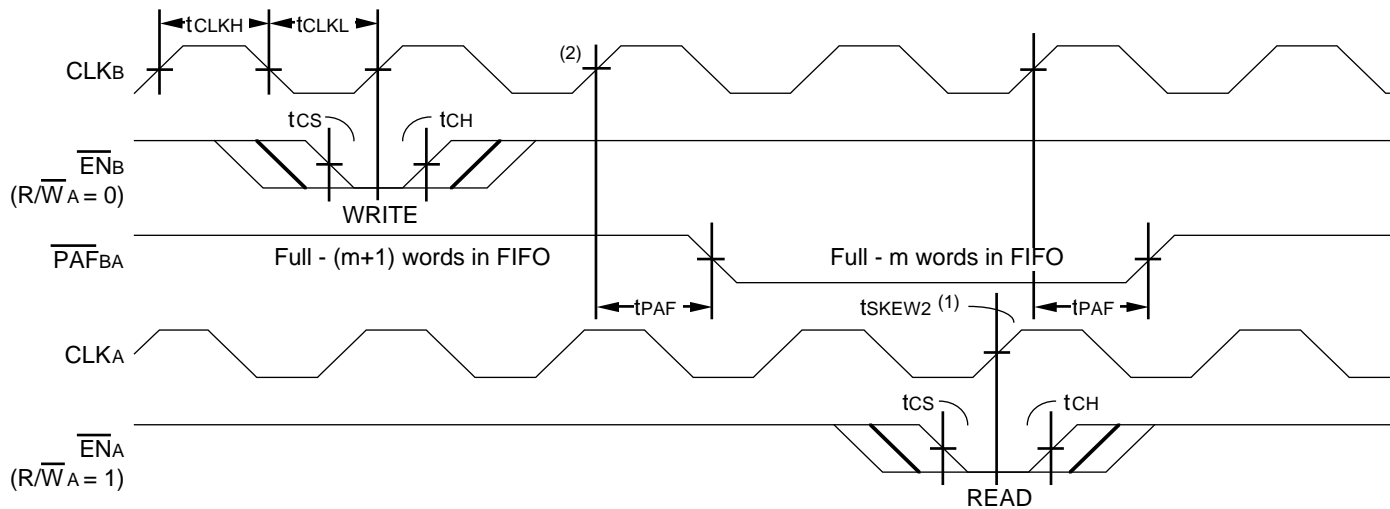 tCLKH tCLKL
CLKB (2)
tCS tCH
ENB
(R/WA = 0)
WRITE
PAFBA Full - (m+1) words in FIFO Full - m words in FIFO
tPAF tSKEW2 (1) tPAF
CLKA
tCS tCH
ENA
(R/WA = 1)
READ